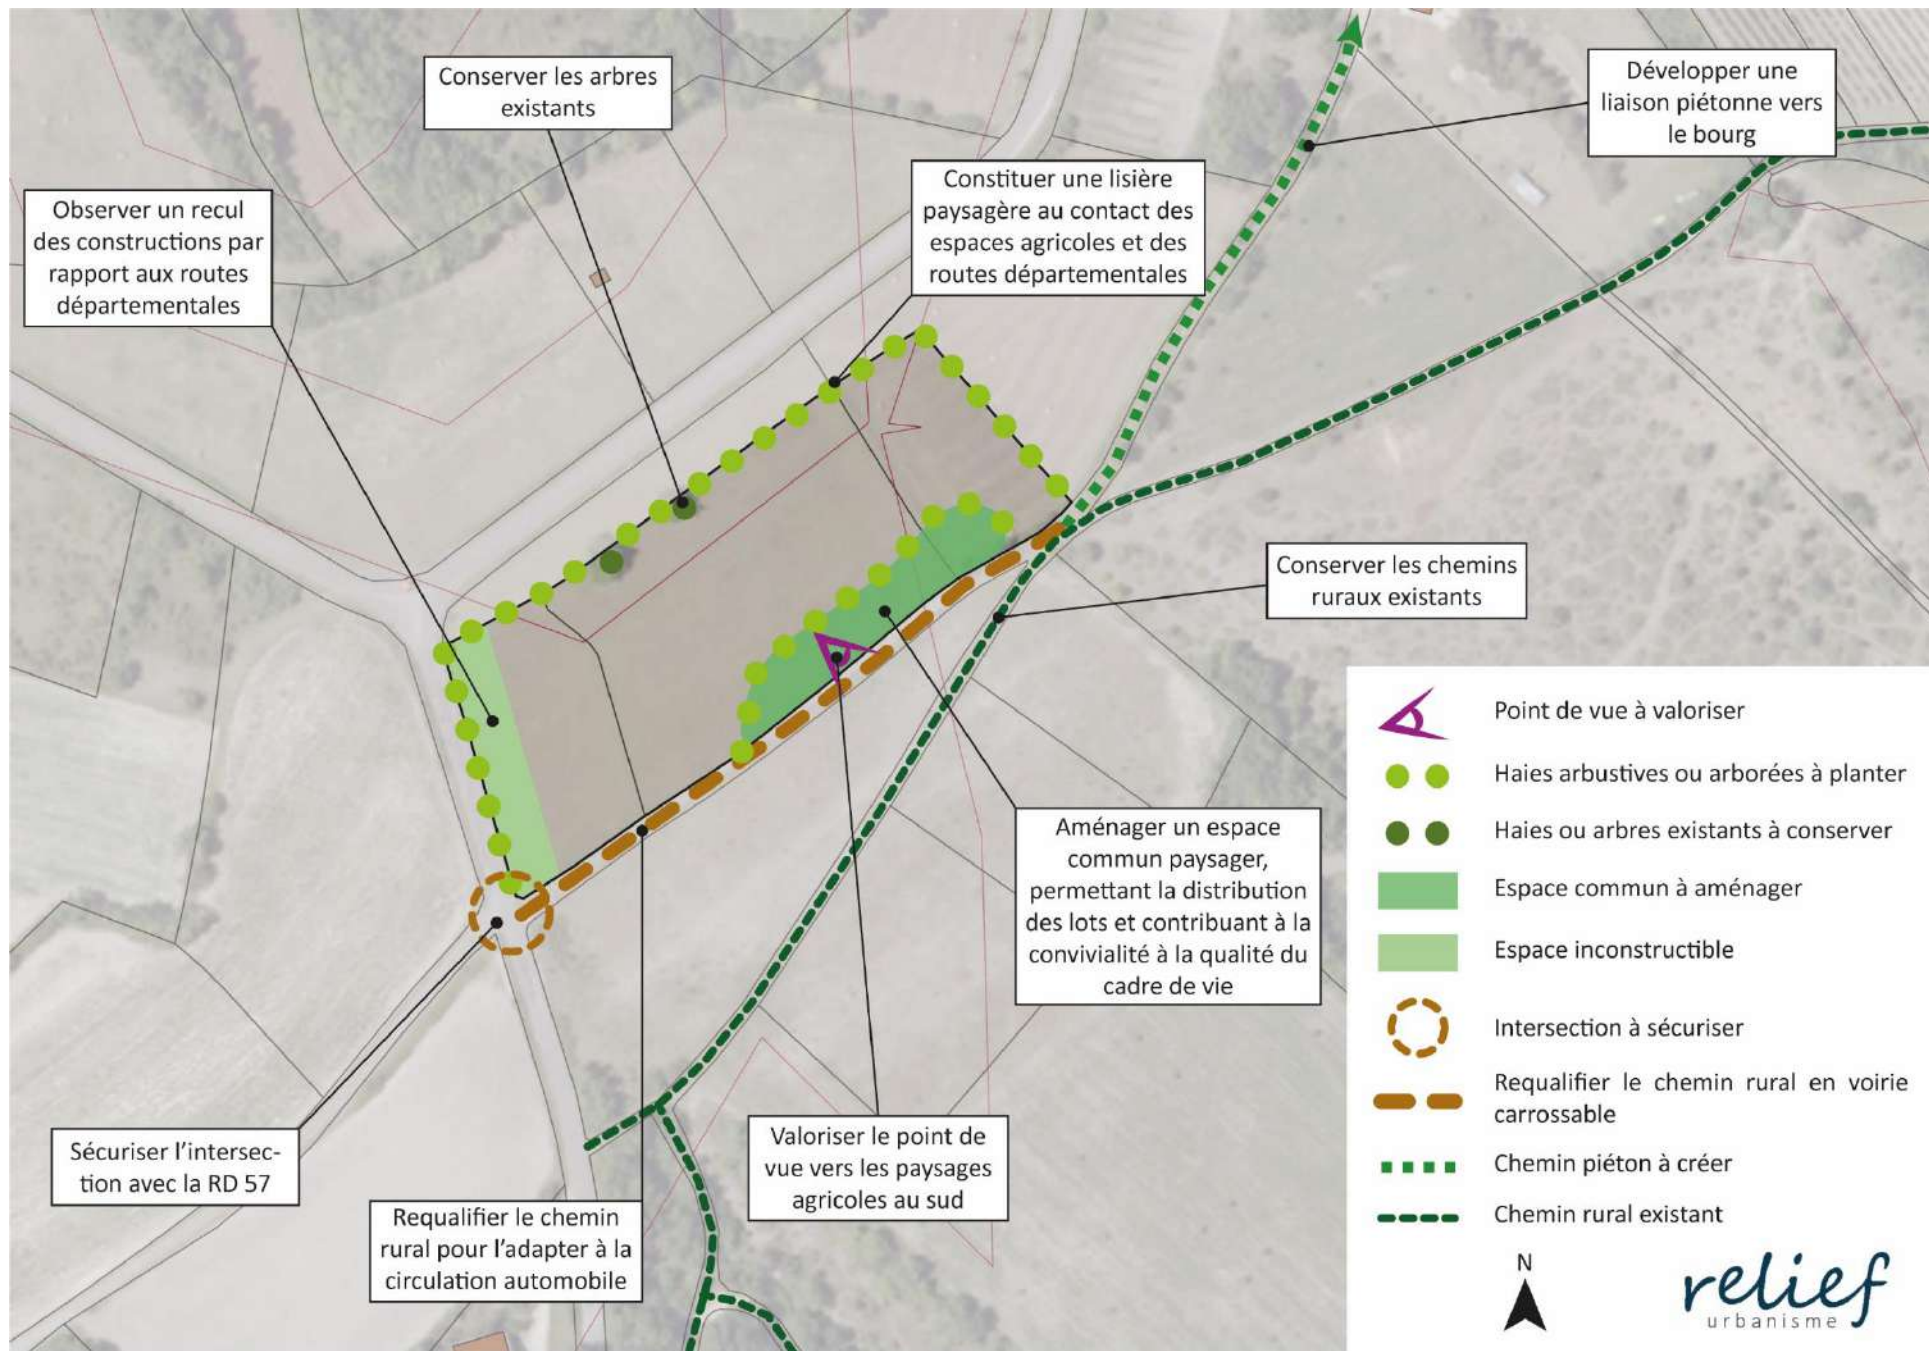 Conserver les arbres
existants
Développer une
liaison piétonne vers
le bourg
Constituer une lisière
paysagère au contact des
espaces agricoles et des
routes départementales
Observer un recul
des constructions par
rapport aux routes
départementales
Conserver les chemins
ruraux existants
Aménager un espace
commun paysager,
permettant la distribution
des lots et contribuant à la
convivialité à la qualité du
cadre de vie
Sécuriser l'intersec-
tion avec la RD 57
Requalifier le chemin
rural pour l'adapter à la
circulation automobile
Valoriser le point de
vue vers les paysages
agricoles au sud
Point de vue à valoriser
Haies arbustives ou arborées à planter
Haies ou arbres existants à conserver
Espace commun à aménager
Espace inconstructible
Intersection à sécuriser
Requalifier le chemin rural en voirie
carrossable
Chemin piéton à créer
Chemin rural existant
N
relief
urbanisme